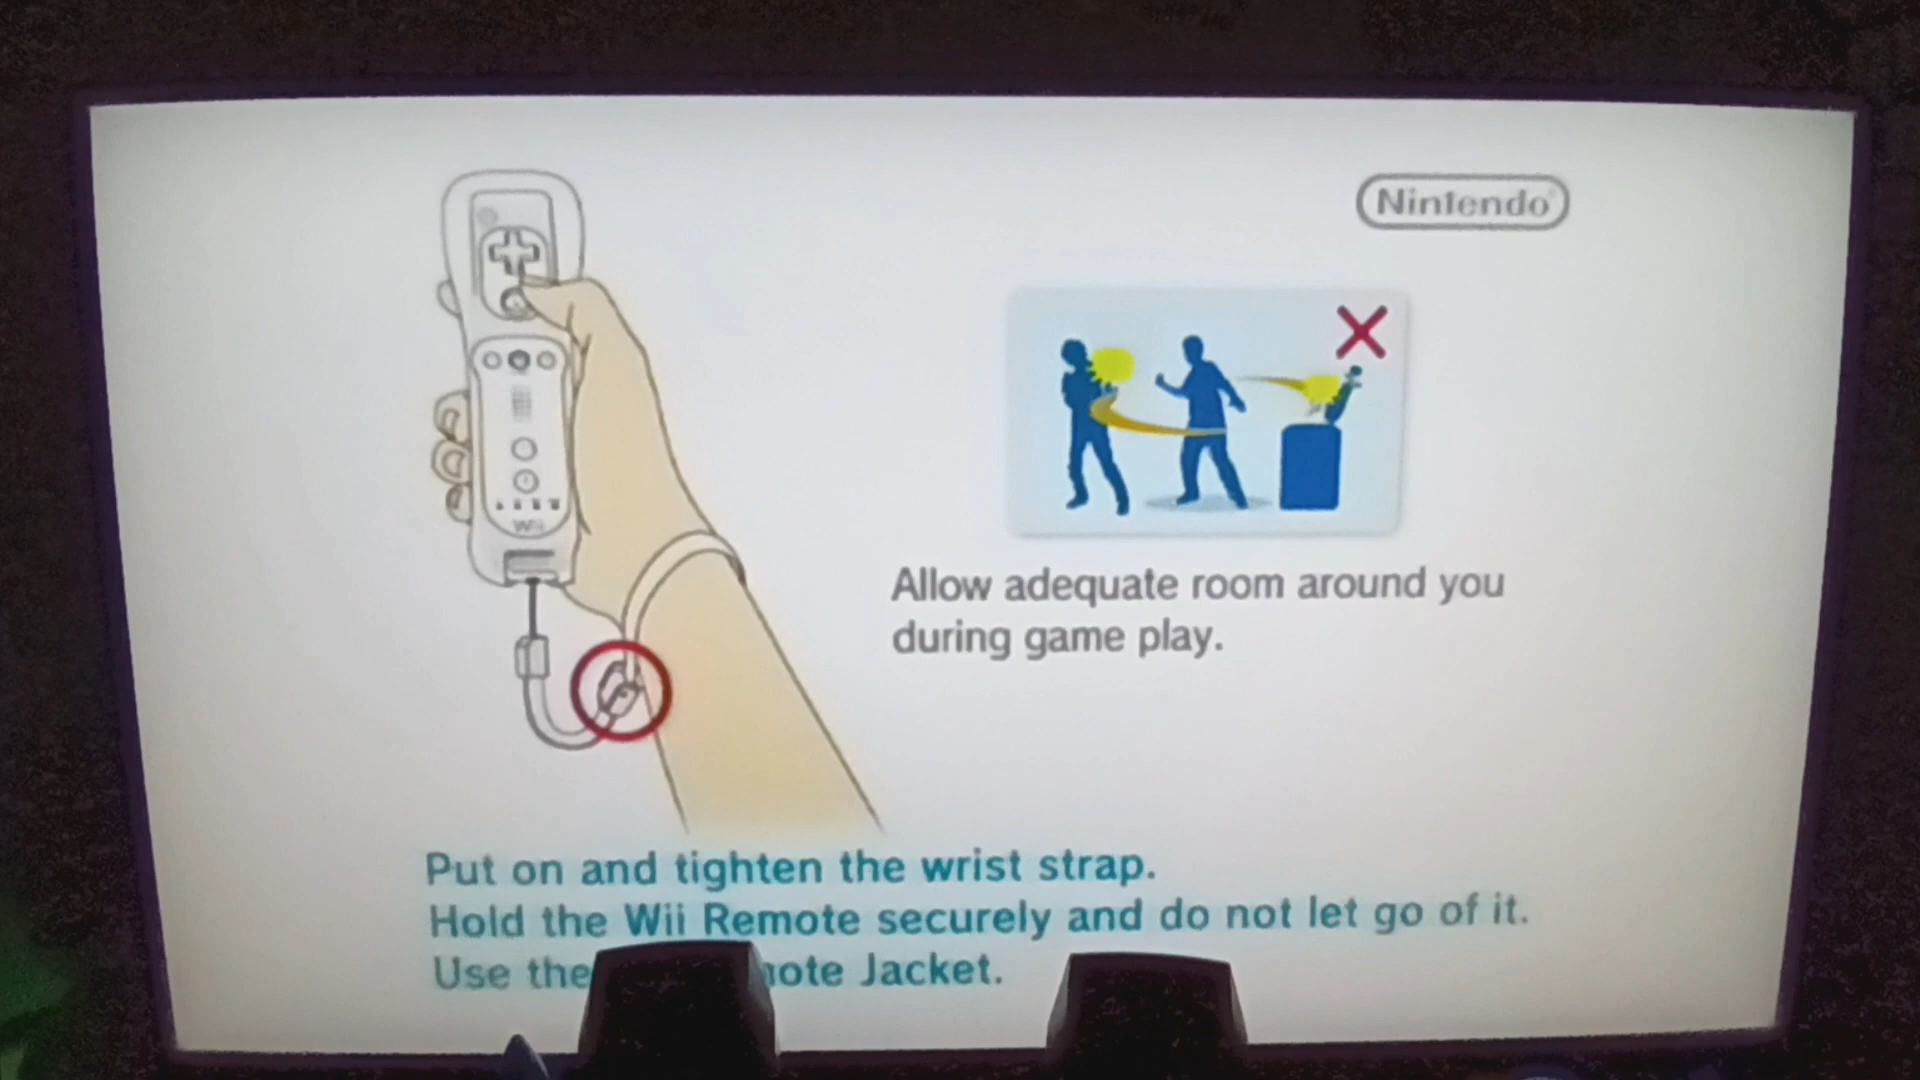 Nintendo
Wii
Allow adequate room around you
during game play.
Put on and tighten the wrist strap.
Hold the Wii Remote securely and do not let go of it.
Use the Jacket.